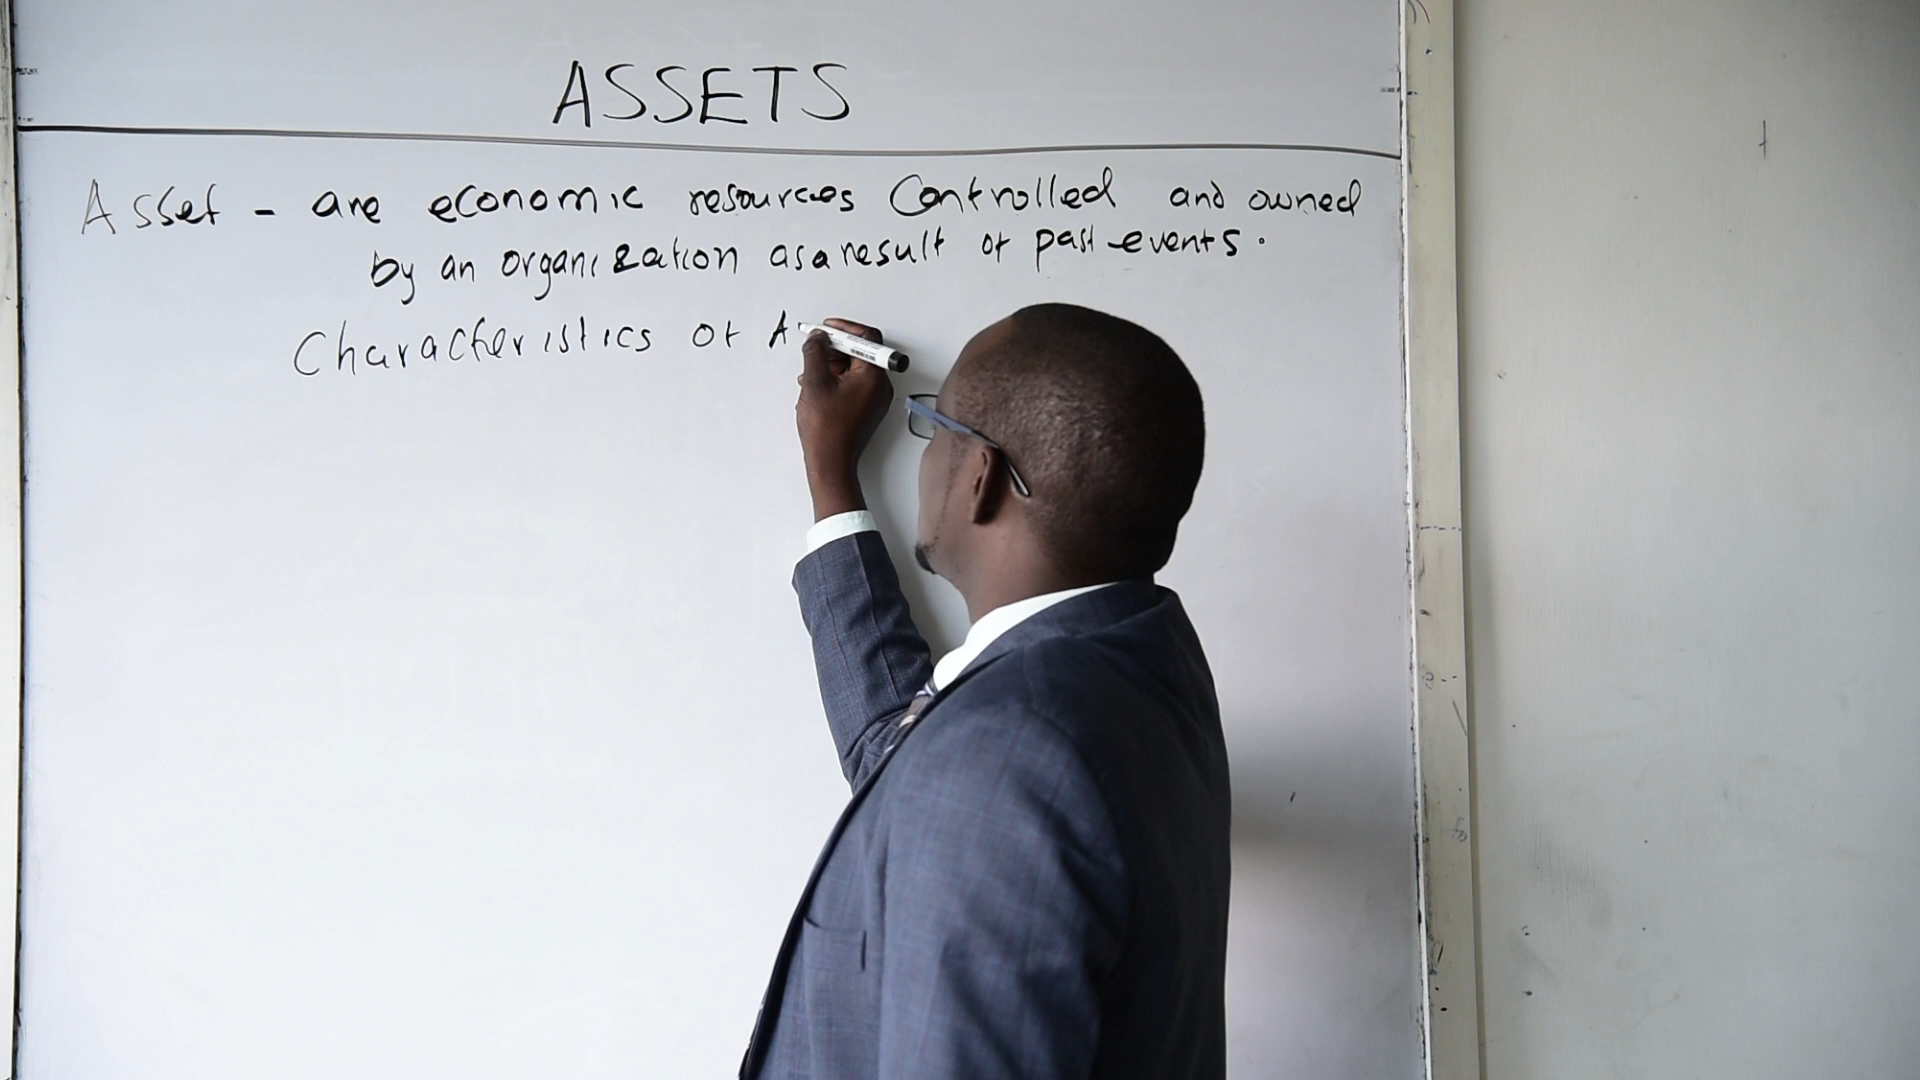 ASSETS
Asset - are economic resources Controlled and owned
by an organization as a result of past events.
Characteristics of A